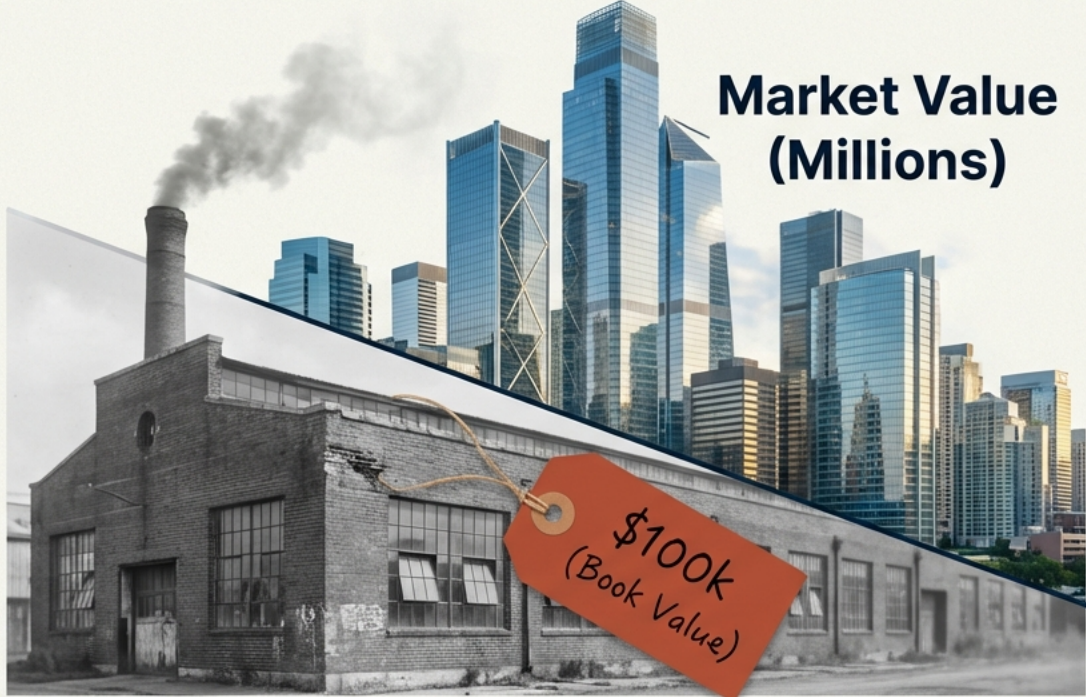 Market Value
(Millions)
$100k
(Book Value)